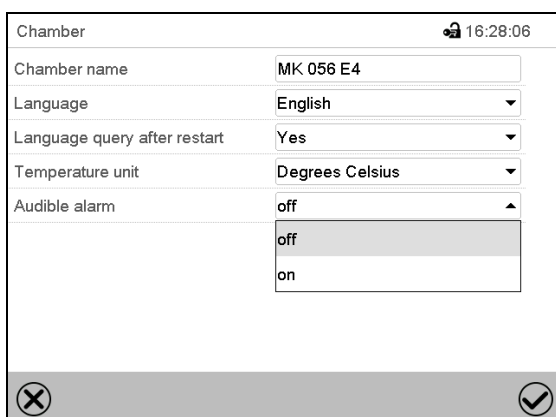 Chamber 16:28:06
Chamber name MK 056 E4
Language English
Language query after restart Yes
Temperature unit Degrees Celsius
Audible alarm off
off
on